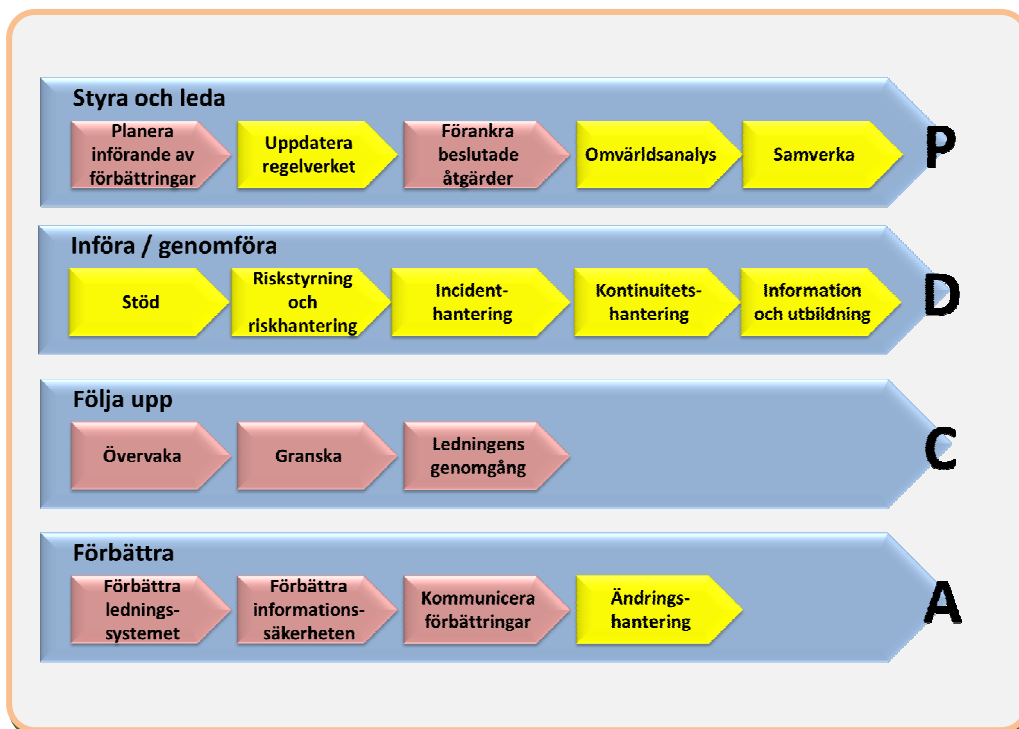 Styra och leda
Planera
införande av
förbättringar
Uppdatera
regelverket
Förankra
beslutade
åtgärder
Omvärldsanalys
Samverka
P
Införa / genomföra
Stöd
Riskstyrning
och
riskhantering
Incident-
hantering
Kontinuitets-
hantering
Information
och utbildning
D
Följa upp
Övervaka
Granska
Ledningens
genomgång
C
Förbättra
Förbättra
lednings-
systemet
Förbättra
informations-
säkerheten
Kommunicera
förbättringar
Ändrings-
hantering
A